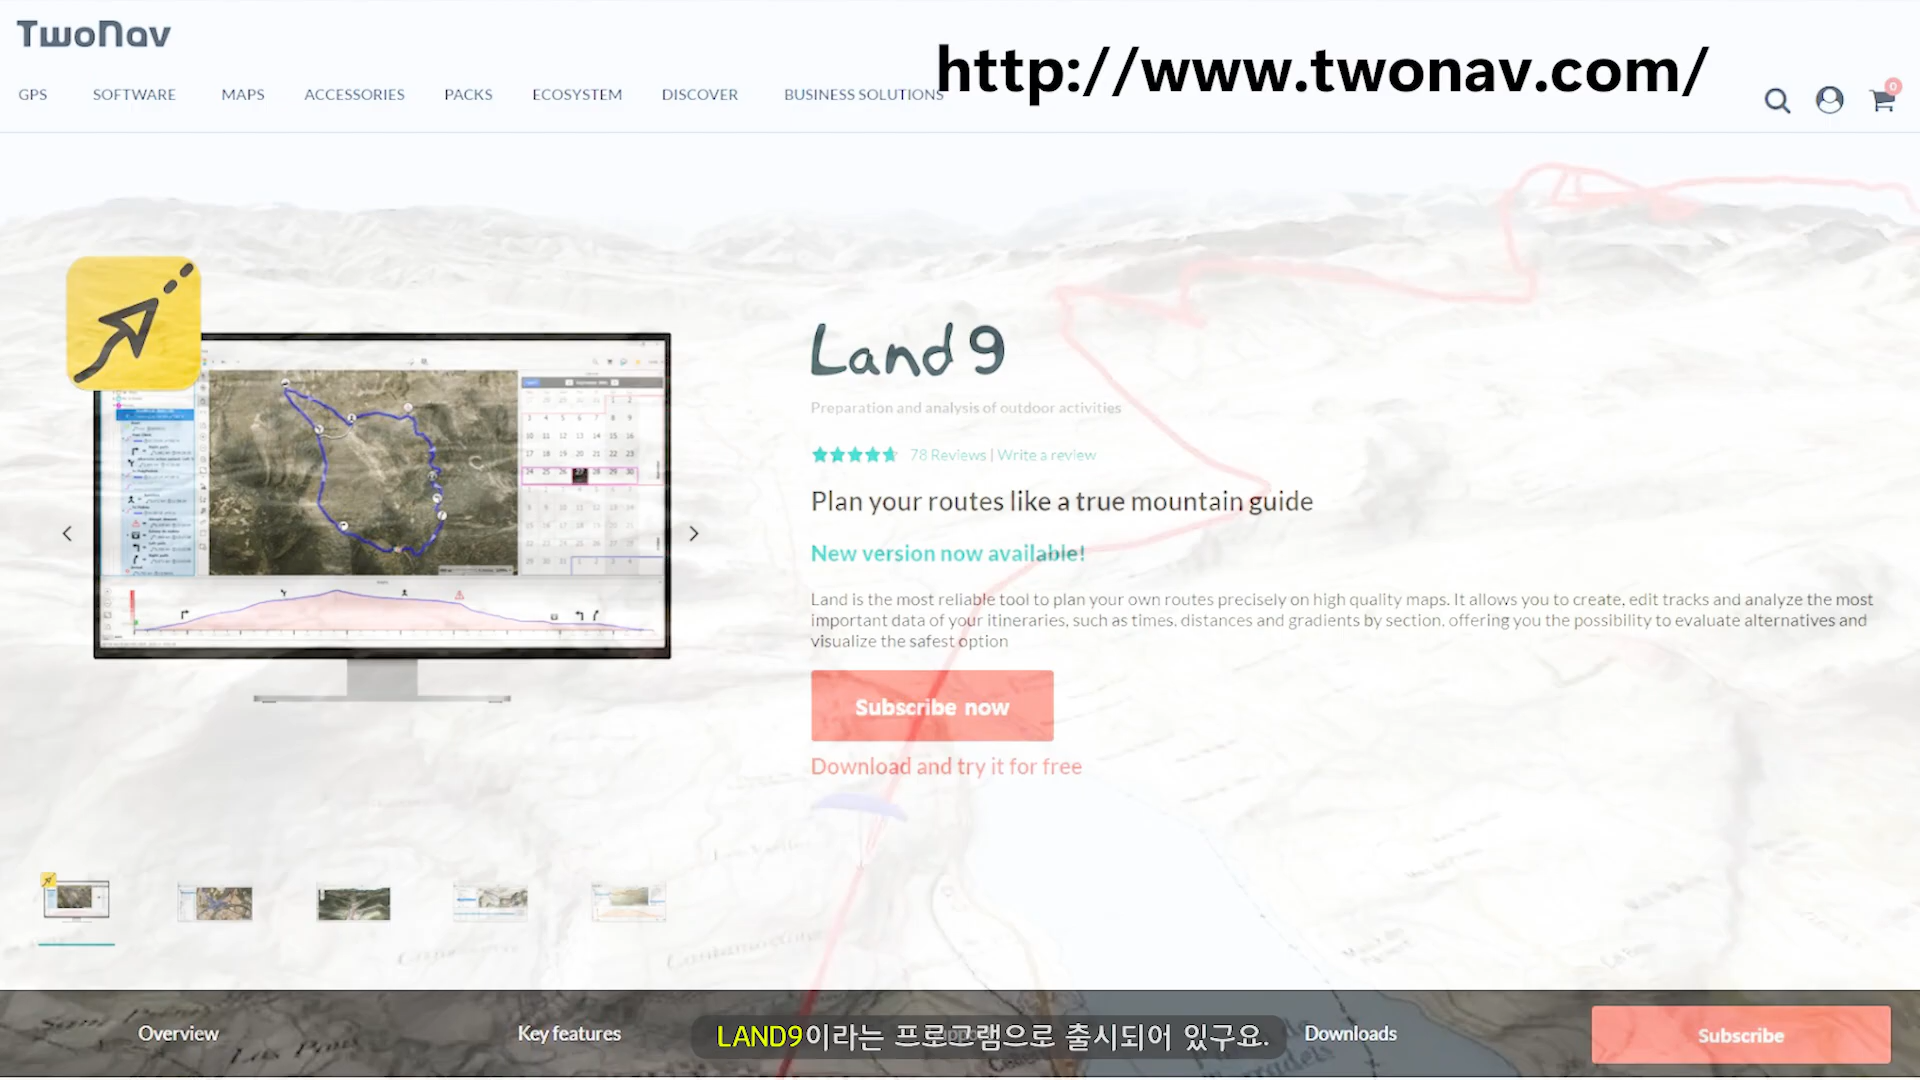 TwoNav
http://www.twonav.com/
GPS SOFTWARE MAPS ACCESSORIES PACKS ECOSYSTEM DISCOVER BUSINESS SOLUTIONS
0
Land 9
Preparation and analysis of outdoor activities
78 Reviews | Write a review
Plan your routes like a true mountain guide
New version now available!
Land is the most reliable tool to plan your own routes precisely on high quality maps. It allows you to create, edit tracks and analyze the most
important data of your itineraries, such as times, distances and gradients by section, offering you the possibility to evaluate alternatives and
visualize the safest option
Subscribe now
Download and try it for free
Overview Key features Downloads Subscribe
LAND9이라는 프로그램으로 출시되어 있구요.